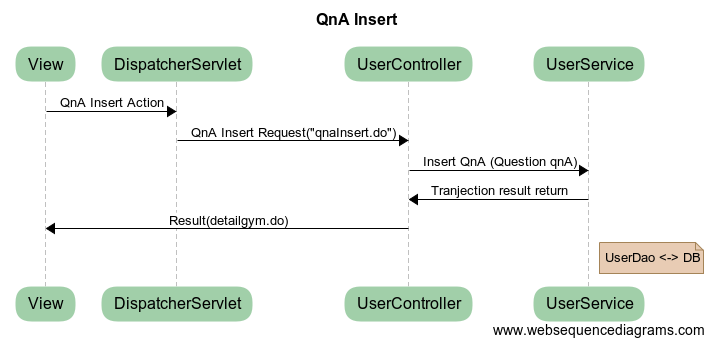 QnA Insert
View DispatcherServlet UserController UserService
QnA Insert Action
QnA Insert Request("qnaInsert.do")
Insert QnA (Question qnA)
Tranjection result return
Result(detailgym.do)
UserDao <-> DB
View DispatcherServlet UserController UserService
www.websequencediagrams.com